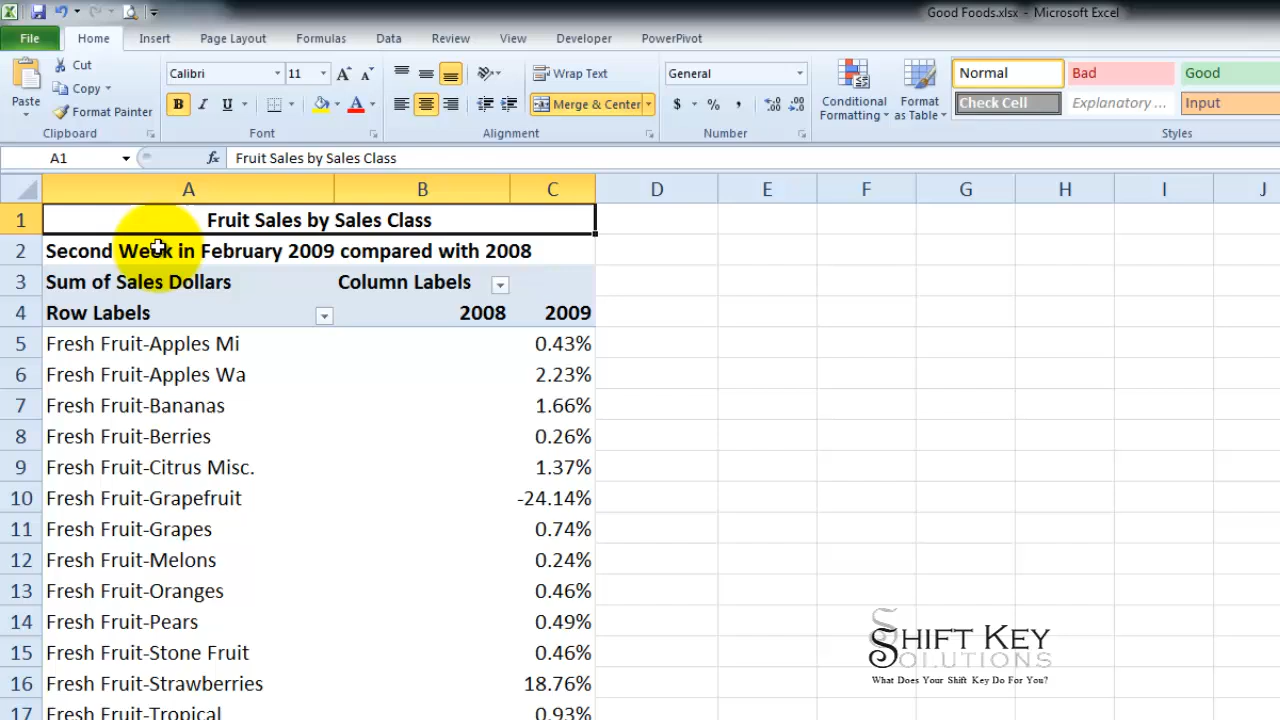 Good Foods.xlsx - Microsoft Excel
File Home Insert Page Layout Formulas Data Review View Developer PowerPivot
Paste
Cut
Copy
Format Painter
Clipboard
Calibri 11 A A
B I U A
Font
Wrap Text
Merge & Center
Alignment
General
$ % , .0 .00 .00 .0
Number
Conditional Formatting
Format as Table
Normal Bad Good
Check Cell Explanatory ... Input
Styles
A1 fx Fruit Sales by Sales Class
A B C D E F G H I J
1 Fruit Sales by Sales Class
2 Second Week in February 2009 compared with 2008
3 Sum of Sales Dollars Column Labels
4 Row Labels 2008 2009
5 Fresh Fruit-Apples Mi 0.43%
6 Fresh Fruit-Apples Wa 2.23%
7 Fresh Fruit-Bananas 1.66%
8 Fresh Fruit-Berries 0.26%
9 Fresh Fruit-Citrus Misc. 1.37%
10 Fresh Fruit-Grapefruit -24.14%
11 Fresh Fruit-Grapes 0.74%
12 Fresh Fruit-Melons 0.24%
13 Fresh Fruit-Oranges 0.46%
14 Fresh Fruit-Pears 0.49%
15 Fresh Fruit-Stone Fruit 0.46%
16 Fresh Fruit-Strawberries 18.76%
17 Fresh Fruit-Tropical 0.93%
SHIFT KEY
SOLUTIONS
What Does Your Shift Key Do For You?